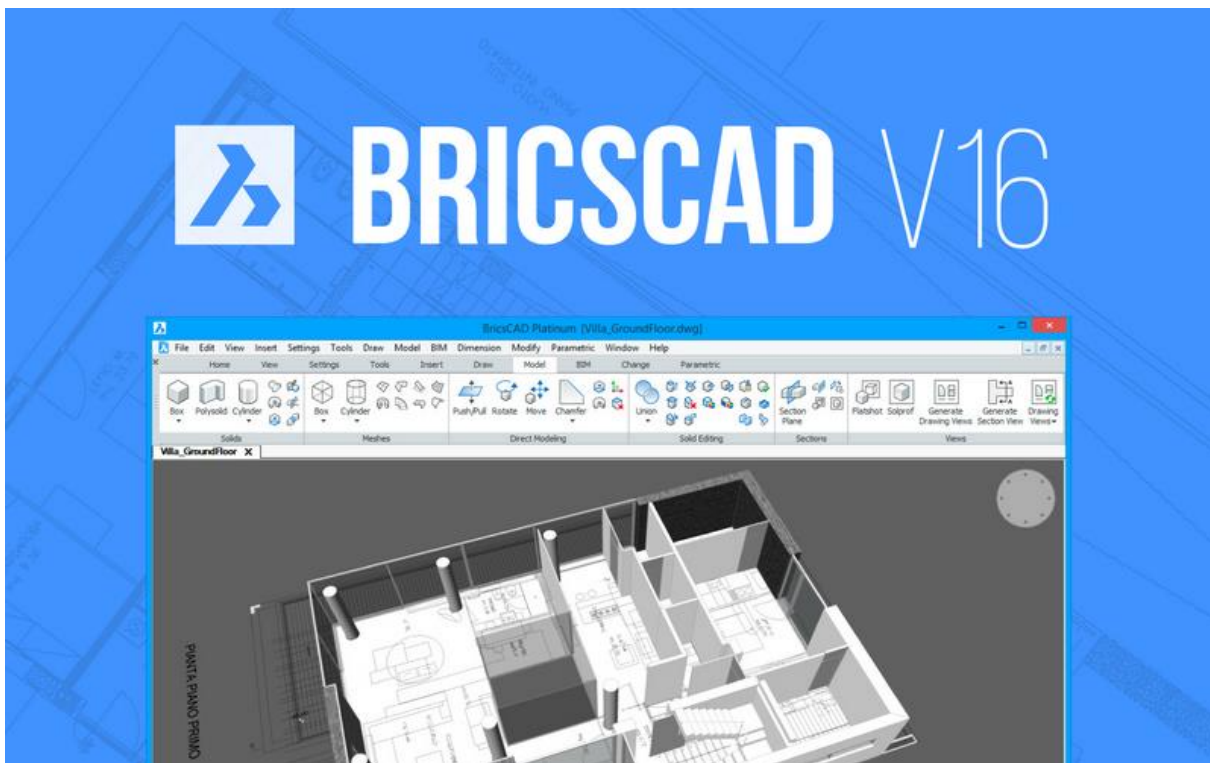 BRICSCAD V16
BricsCAD Platinum [Villa_GroundFloor.dwg]
File Edit View Insert Settings Tools Draw Model BIM Dimension Modify Parametric Window Help
Home View Settings Tools Insert Draw Model BIM Change Parametric
Box Polysolid Cylinder Box Cylinder Push/Pull Rotate Move Chamfer Union Section Plane Flatshot Solprof Generate Drawing Views Generate Section View Drawing Views
Solids Meshes Direct Modeling Solid Editing Sections Views
Villa_GroundFloor X
PIANTA PIANO PRIMO